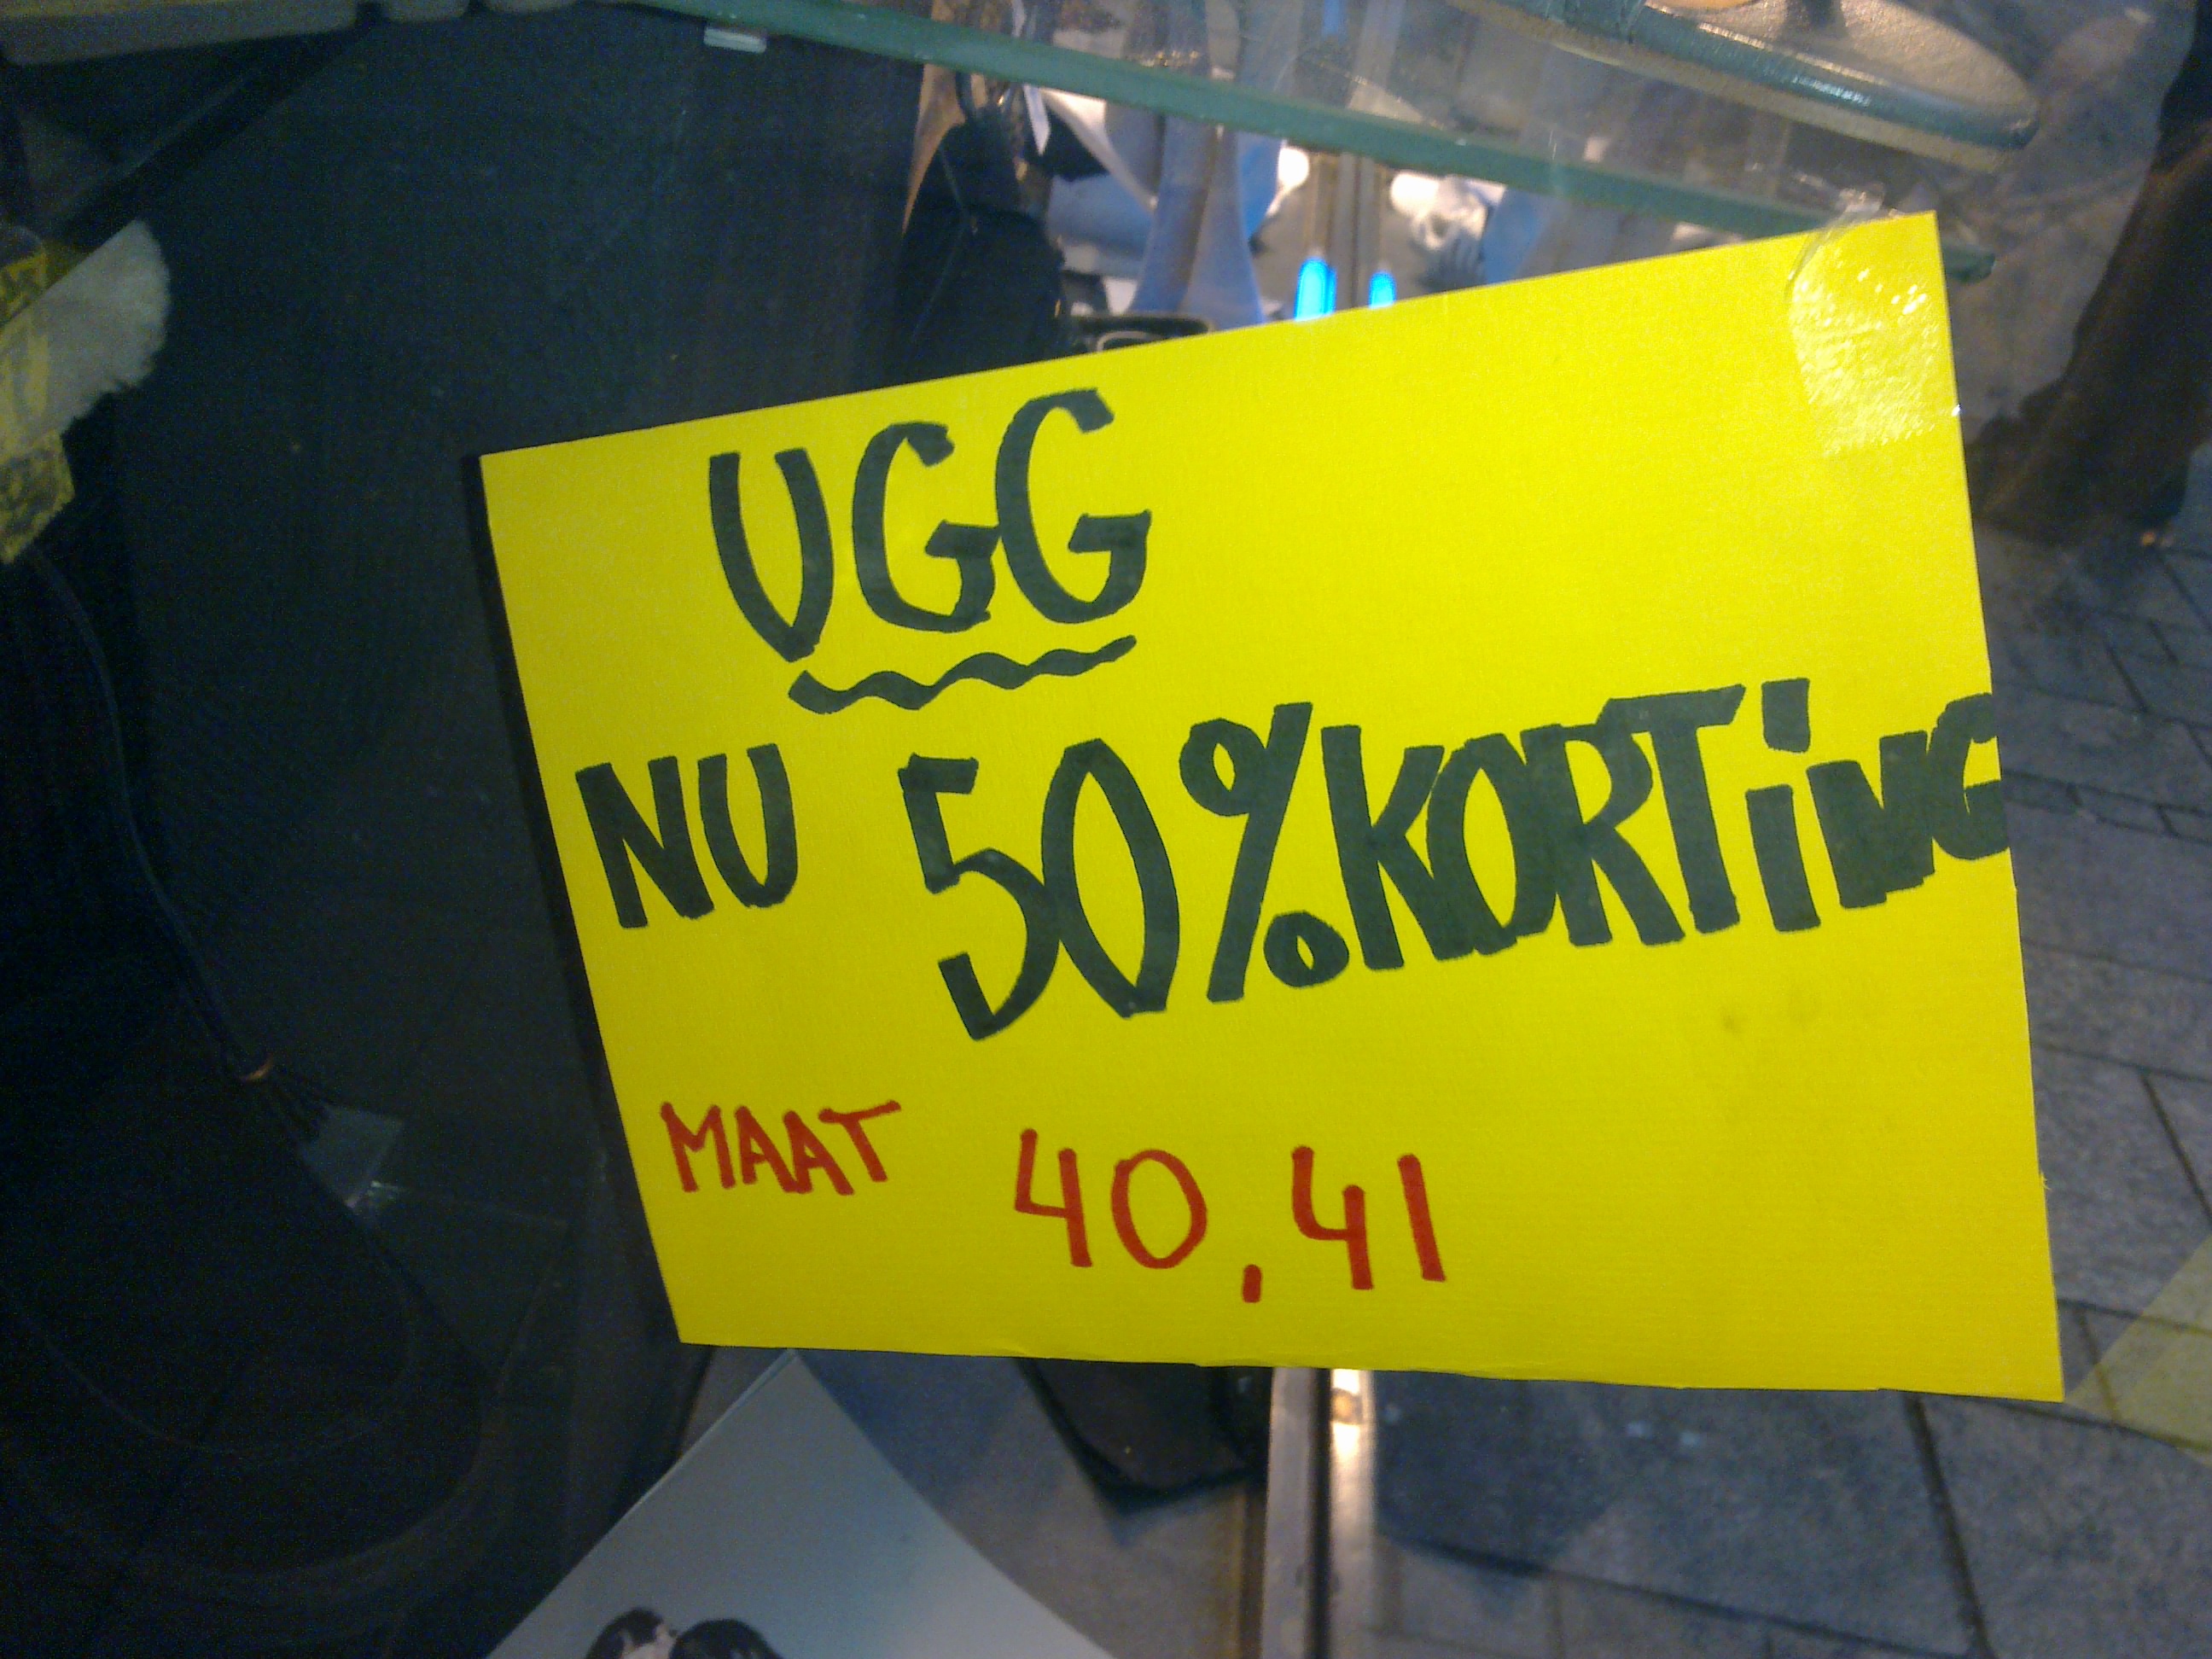 UGG
NU 50% KORTiNG
MAAT 40, 41